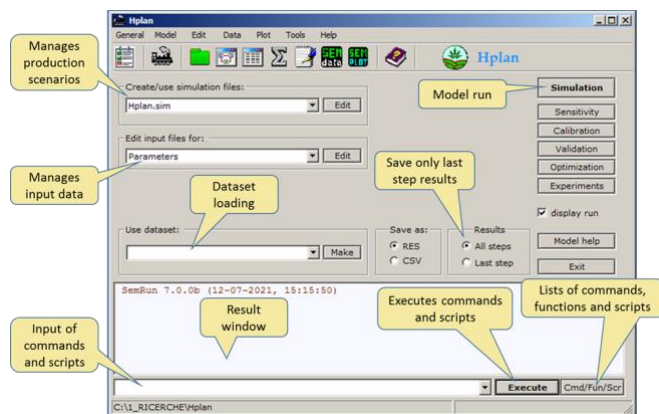 Hplan
General Model Edit Data Plot Tools Help
SEM
data
SEM
PLOT
Hplan
Manages
production
scenarios
Create/use simulation files:
Hplan.sim
Edit
Model run
Simulation
Sensitivity
Calibration
Validation
Optimization
Experiments
Edit input files for:
Parameters
Edit
Manages
input data
Dataset
loading
Save only last
step results
display run
Use dataset:
Make
Save as:
RES
CSV
Results
All steps
Last step
Model help
Exit
SemRun 7.0.0b (12-07-2021, 15:15:50)
Result
window
Executes commands
and scripts
Lists of commands,
functions and scripts
Input of
commands
and scripts
Execute
Cmd/Fun/Scr
C:\1_RICERCHE\Hplan